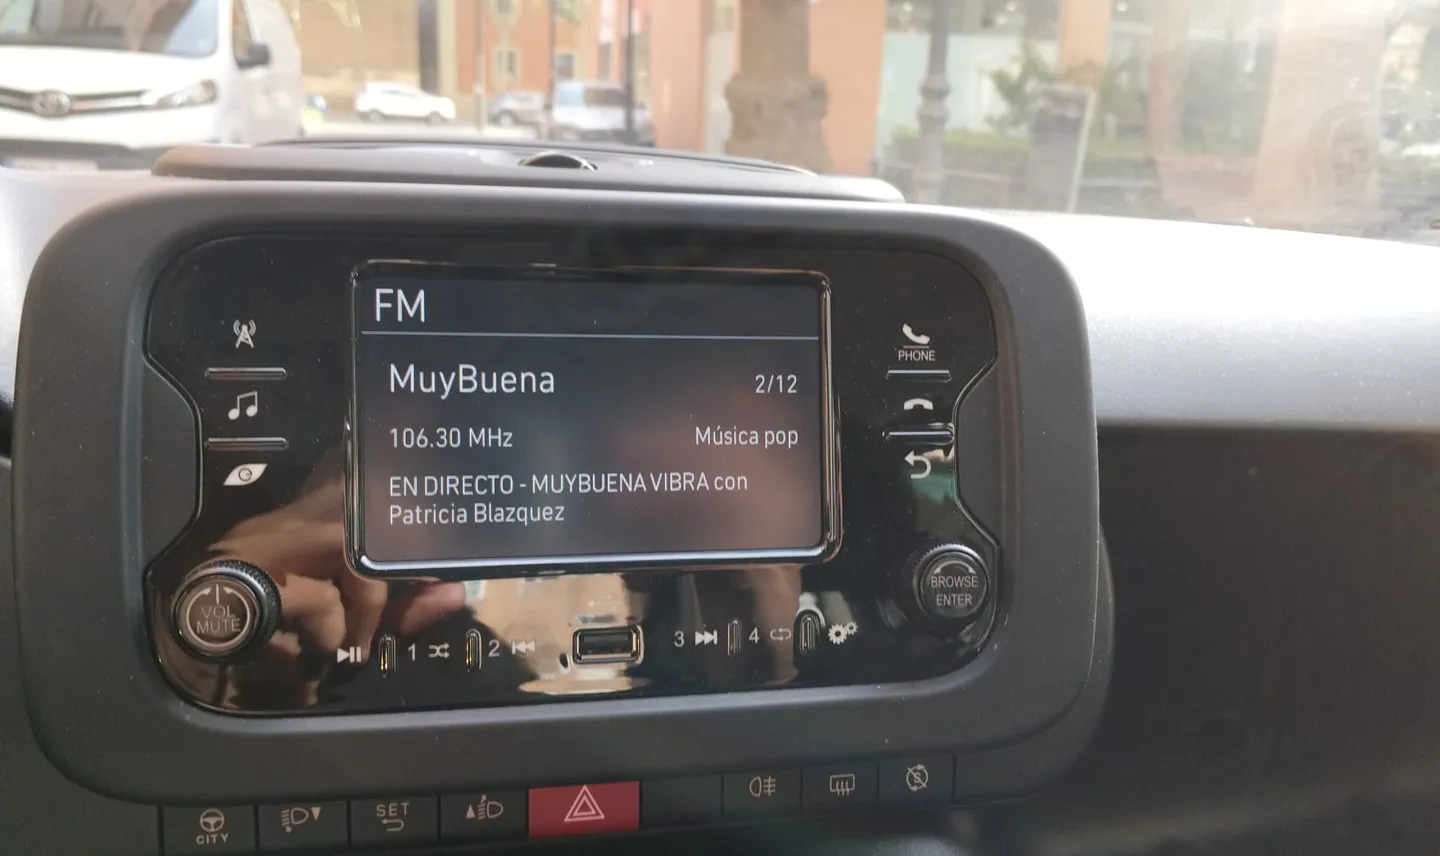 FM
MuyBuena 2/12
106.30 MHz Música pop
EN DIRECTO - MUYBUENA VIBRA con
Patricia Blazquez
PHONE
VOL
MUTE
BROWSE
ENTER
1 2 3 4
CITY
SET